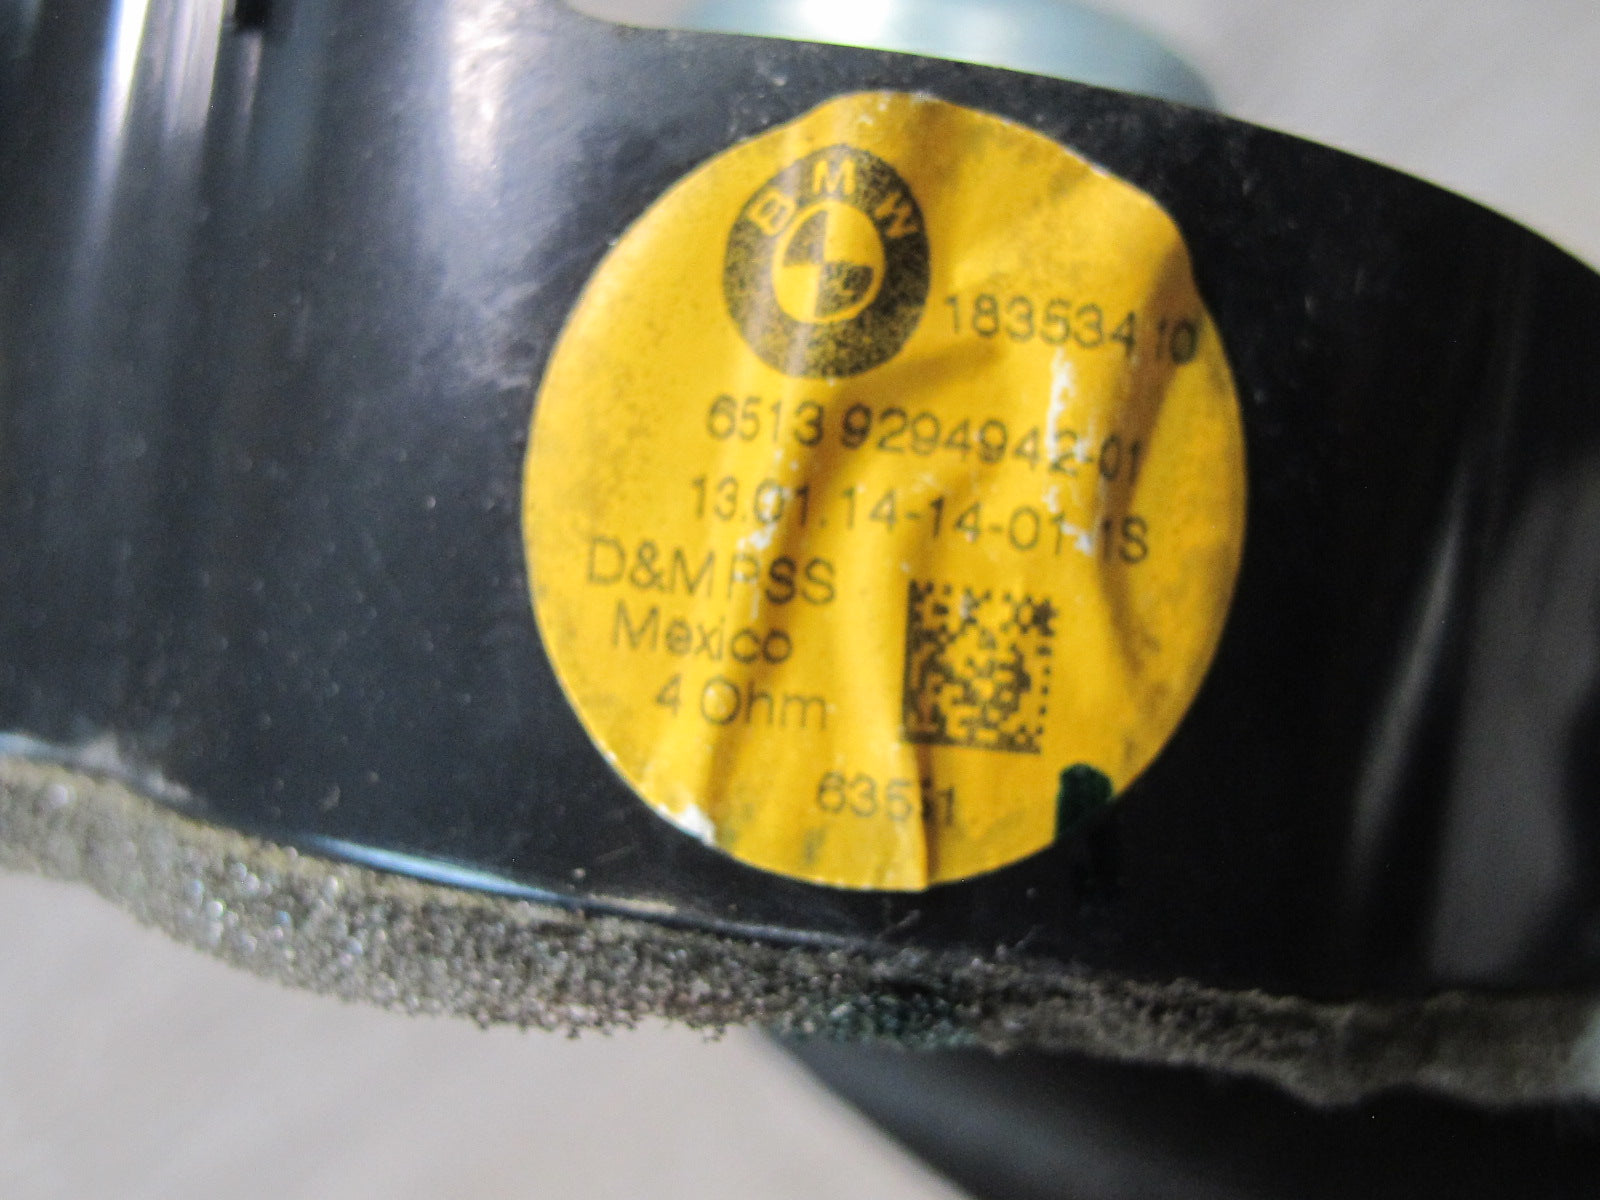 BMW
18353410
6513 9294942-01
13.01.14-14-01-1S
D&M PSS
Mexico
4 Ohm
63551